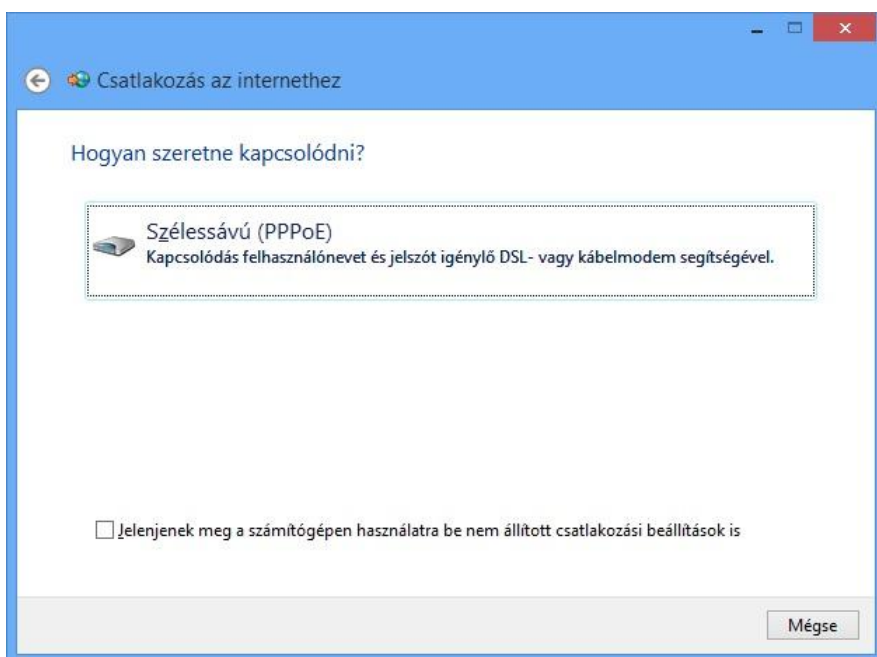 Csatlakozás az internethez
Hogyan szeretne kapcsolódni?
Szélessávú (PPPoE)
Kapcsolódás felhasználónevet és jelszót igénylő DSL- vagy kábelmodem segítségével.
Jelenjenek meg a számítógépen használatra be nem állított csatlakozási beállítások is
Mégse